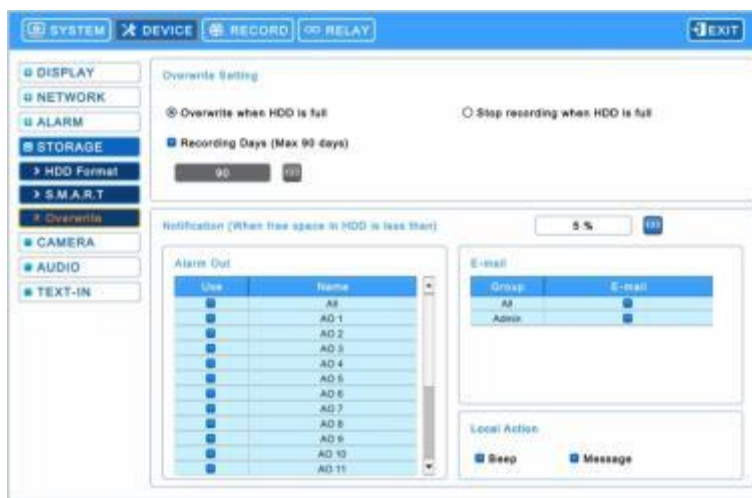 SYSTEM DEVICE RECORD RELAY EXIT
DISPLAY
NETWORK
ALARM
STORAGE
> HDD Format
> S.M.A.R.T
> Overwrite
CAMERA
AUDIO
TEXT-IN
Overwrite Setting
Overwrite when HDD is full Stop recording when HDD is full
Recording Days (Max 90 days)
90
Notification (When free space in HDD is less than) 5 %
Alarm Out
Use Name
All
AO 1
AO 2
AO 3
AO 4
AO 5
AO 6
AO 7
AO 8
AO 9
AO 10
AO 11
E-mail
Group E-mail
All
Admin
Local Action
Beep Message